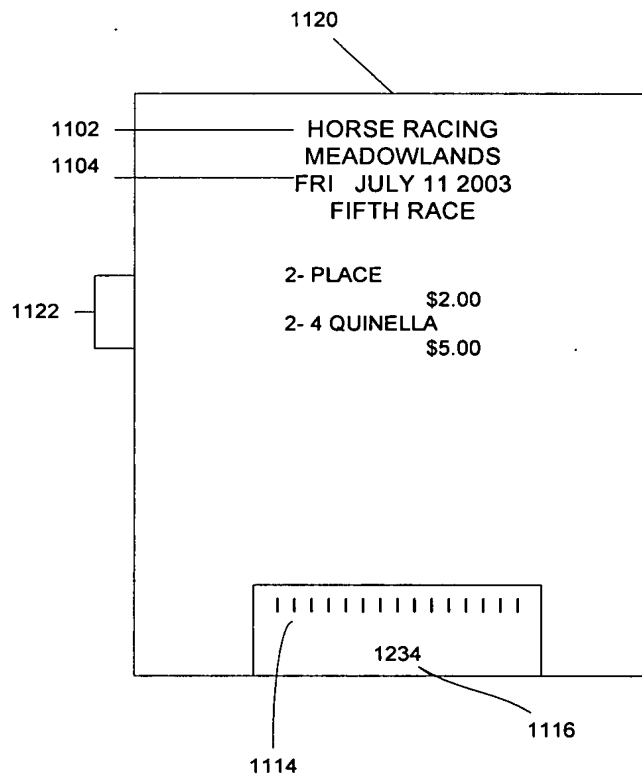 1120
1102 HORSE RACING
MEADOWLANDS
1104 FRI JULY 11 2003
FIFTH RACE
2- PLACE
$2.00
1122
2- 4 QUINELLA
$5.00
1234
1116
1114